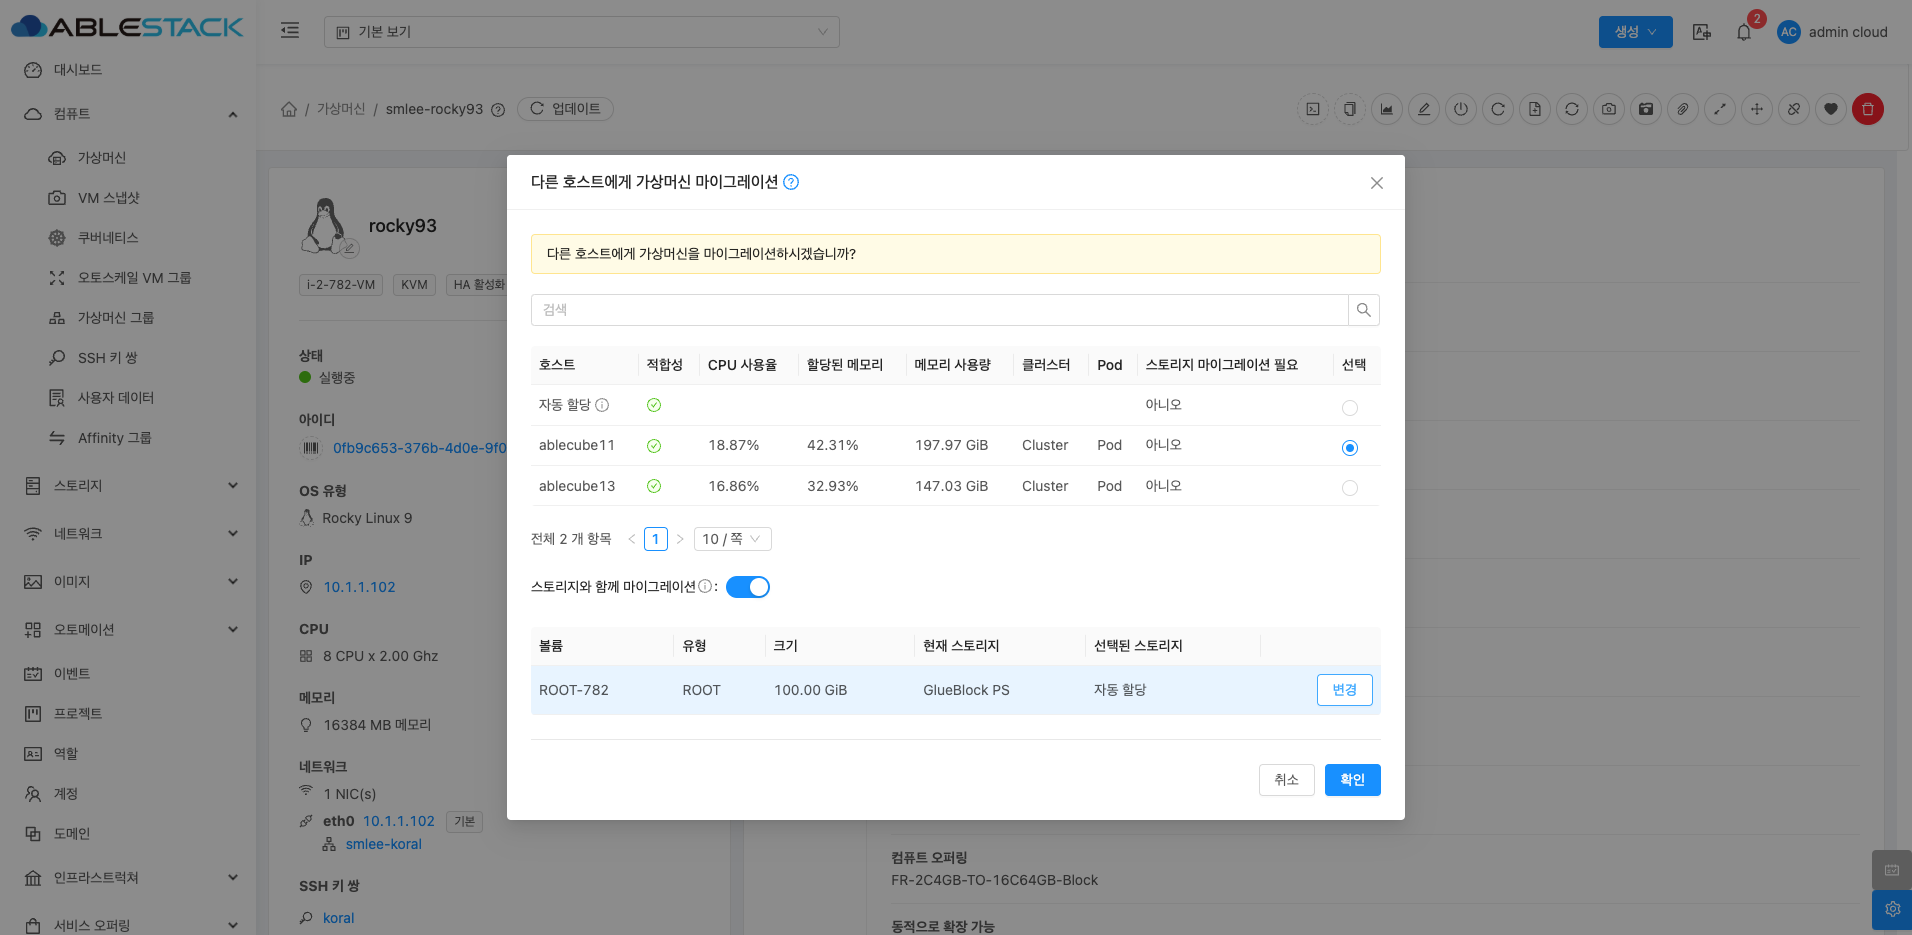 ABLESTACK
기본 보기
생성
2
AC
admin cloud
대시보드
컴퓨트
가상머신
VM 스냅샷
쿠버네티스
오토스케일 VM 그룹
가상머신 그룹
SSH 키 쌍
사용자 데이터
Affinity 그룹
스토리지
네트워크
이미지
오토메이션
이벤트
프로젝트
역할
계정
도메인
인프라스트럭쳐
서비스 오퍼링
/ 가상머신 / smlee-rocky93
업데이트
rocky93
i-2-782-VM
KVM
HA 활성화
상태
실행중
아이디
0fb9c653-376b-4d0e-9f0
OS 유형
Rocky Linux 9
IP
10.1.1.102
CPU
8 CPU x 2.00 Ghz
메모리
16384 MB 메모리
네트워크
1 NIC(s)
eth0 10.1.1.102 기본
smlee-koral
SSH 키 쌍
koral
다른 호스트에게 가상머신 마이그레이션
다른 호스트에게 가상머신을 마이그레이션하시겠습니까?
검색
호스트 적합성 CPU 사용율 할당된 메모리 메모리 사용량 클러스터 Pod 스토리지 마이그레이션 필요 선택
자동 할당 아니오
ablecube11 18.87% 42.31% 197.97 GiB Cluster Pod 아니오
ablecube13 16.86% 32.93% 147.03 GiB Cluster Pod 아니오
전체 2 개 항목 < 1 > 10 / 쪽
스토리지와 함께 마이그레이션 :
볼륨 유형 크기 현재 스토리지 선택된 스토리지
ROOT-782 ROOT 100.00 GiB GlueBlock PS 자동 할당 변경
취소 확인
컴퓨트 오퍼링
FR-2C4GB-TO-16C64GB-Block
동적으로 확장 가능